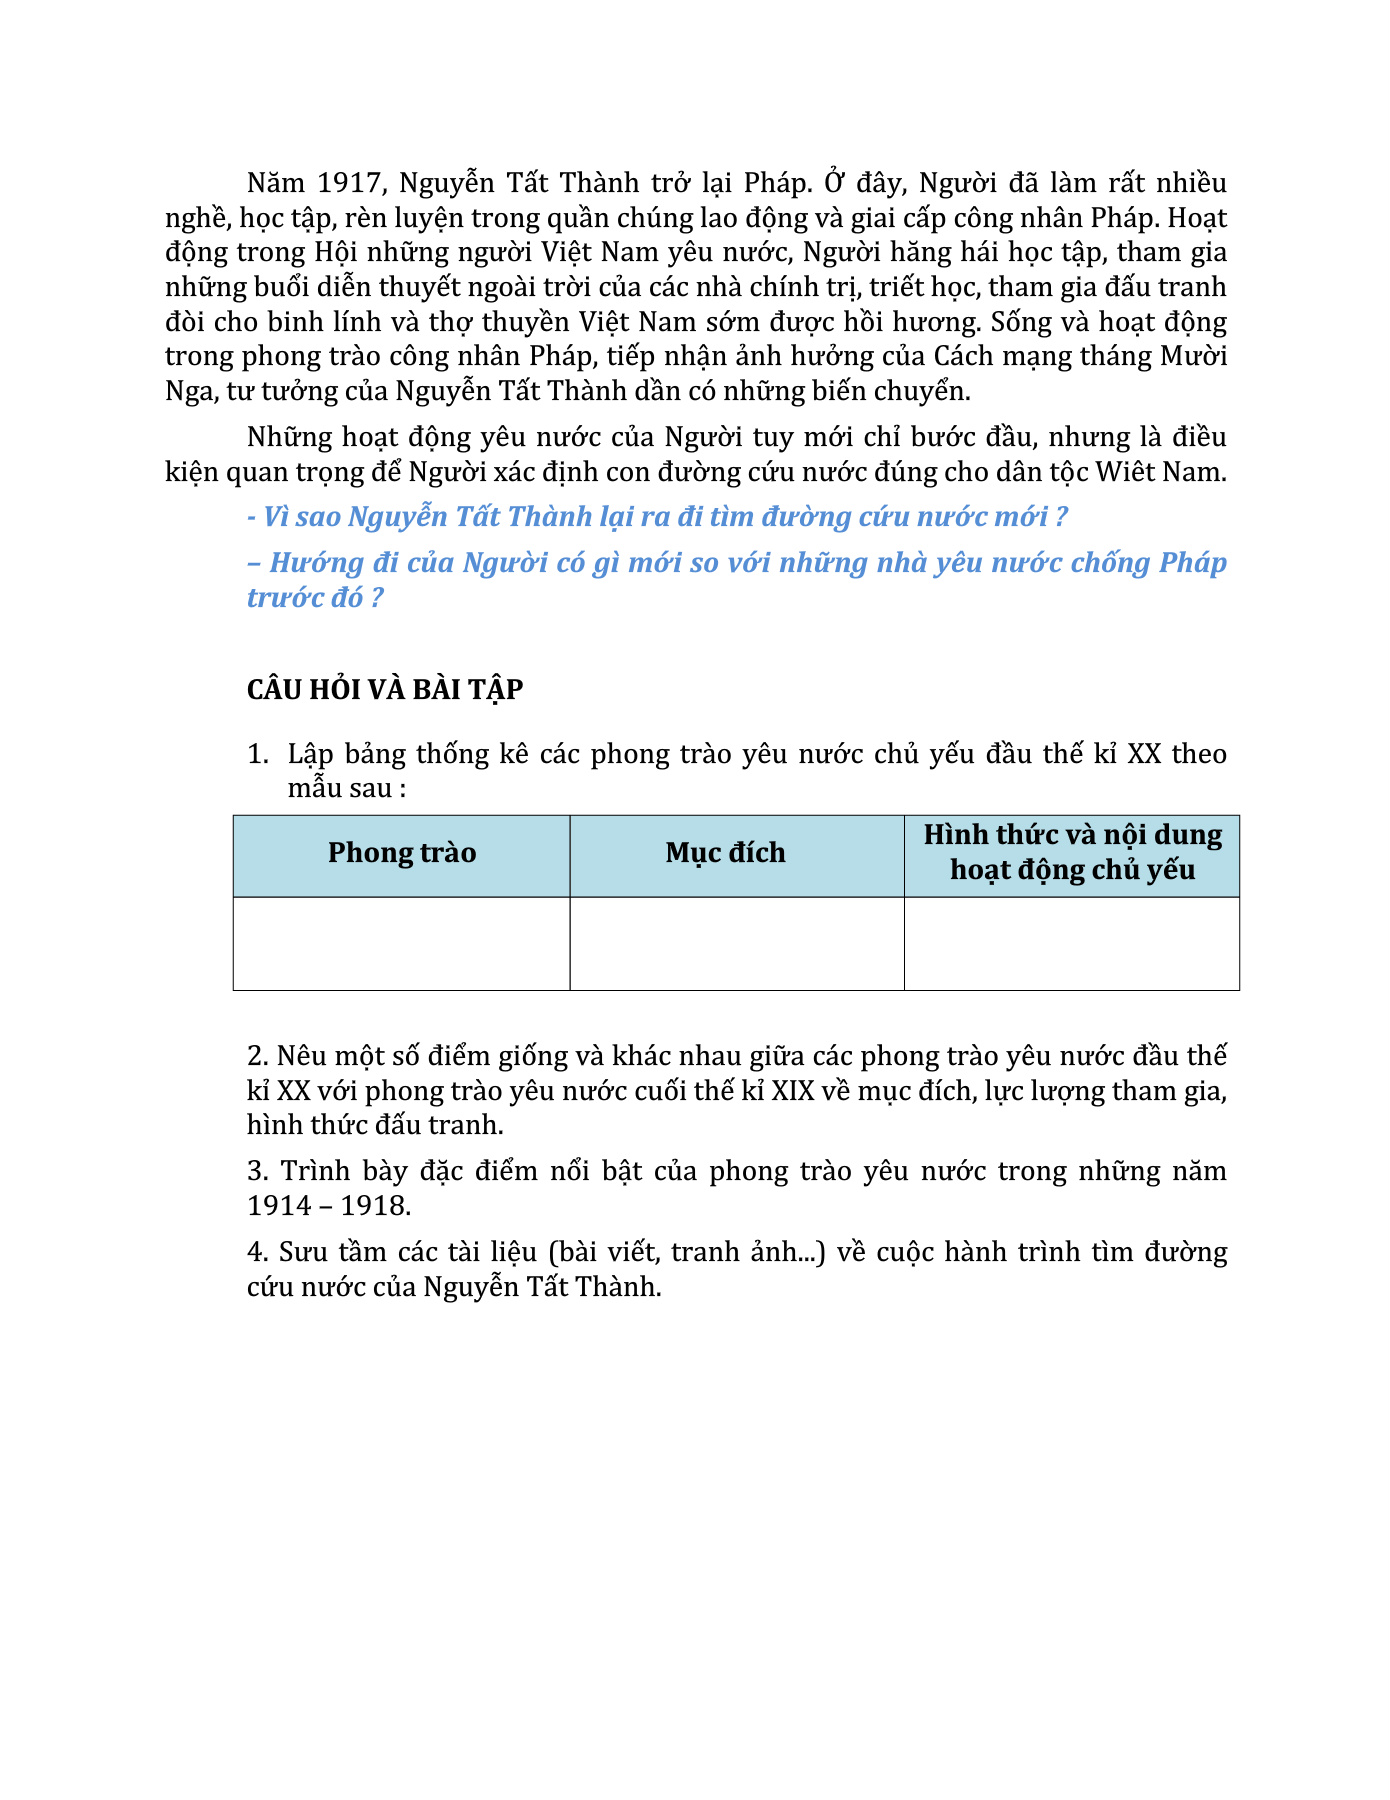 Năm 1917, Nguyễn Tất Thành trở lại Pháp. Ở đây, Người đã làm rất nhiều
nghề, học tập, rèn luyện trong quần chúng lao động và giai cấp công nhân Pháp. Hoạt
động trong Hội những người Việt Nam yêu nước, Người hăng hái học tập, tham gia
những buổi diễn thuyết ngoài trời của các nhà chính trị, triết học, tham gia đấu tranh
đòi cho binh lính và thợ thuyền Việt Nam sớm được hồi hương. Sống và hoạt động
trong phong trào công nhân Pháp, tiếp nhận ảnh hưởng của Cách mạng tháng Mười
Nga, tư tưởng của Nguyễn Tất Thành dần có những biến chuyển.
Những hoạt động yêu nước của Người tuy mới chỉ bước đầu, nhưng là điều
kiện quan trọng để Người xác định con đường cứu nước đúng cho dân tộc Wiêt Nam.
- Vì sao Nguyễn Tất Thành lại ra đi tìm đường cứu nước mới ?
– Hướng đi của Người có gì mới so với những nhà yêu nước chống Pháp
trước đó ?
CÂU HỎI VÀ BÀI TẬP
1. Lập bảng thống kê các phong trào yêu nước chủ yếu đầu thế kỉ XX theo
mẫu sau :
Phong trào
Mục đích
Hình thức và nội dung
hoạt động chủ yếu
2. Nêu một số điểm giống và khác nhau giữa các phong trào yêu nước đầu thế
kỉ XX với phong trào yêu nước cuối thế kỉ XIX về mục đích, lực lượng tham gia,
hình thức đấu tranh.
3. Trình bày đặc điểm nổi bật của phong trào yêu nước trong những năm
1914 – 1918.
4. Sưu tầm các tài liệu (bài viết, tranh ảnh...) về cuộc hành trình tìm đường
cứu nước của Nguyễn Tất Thành.